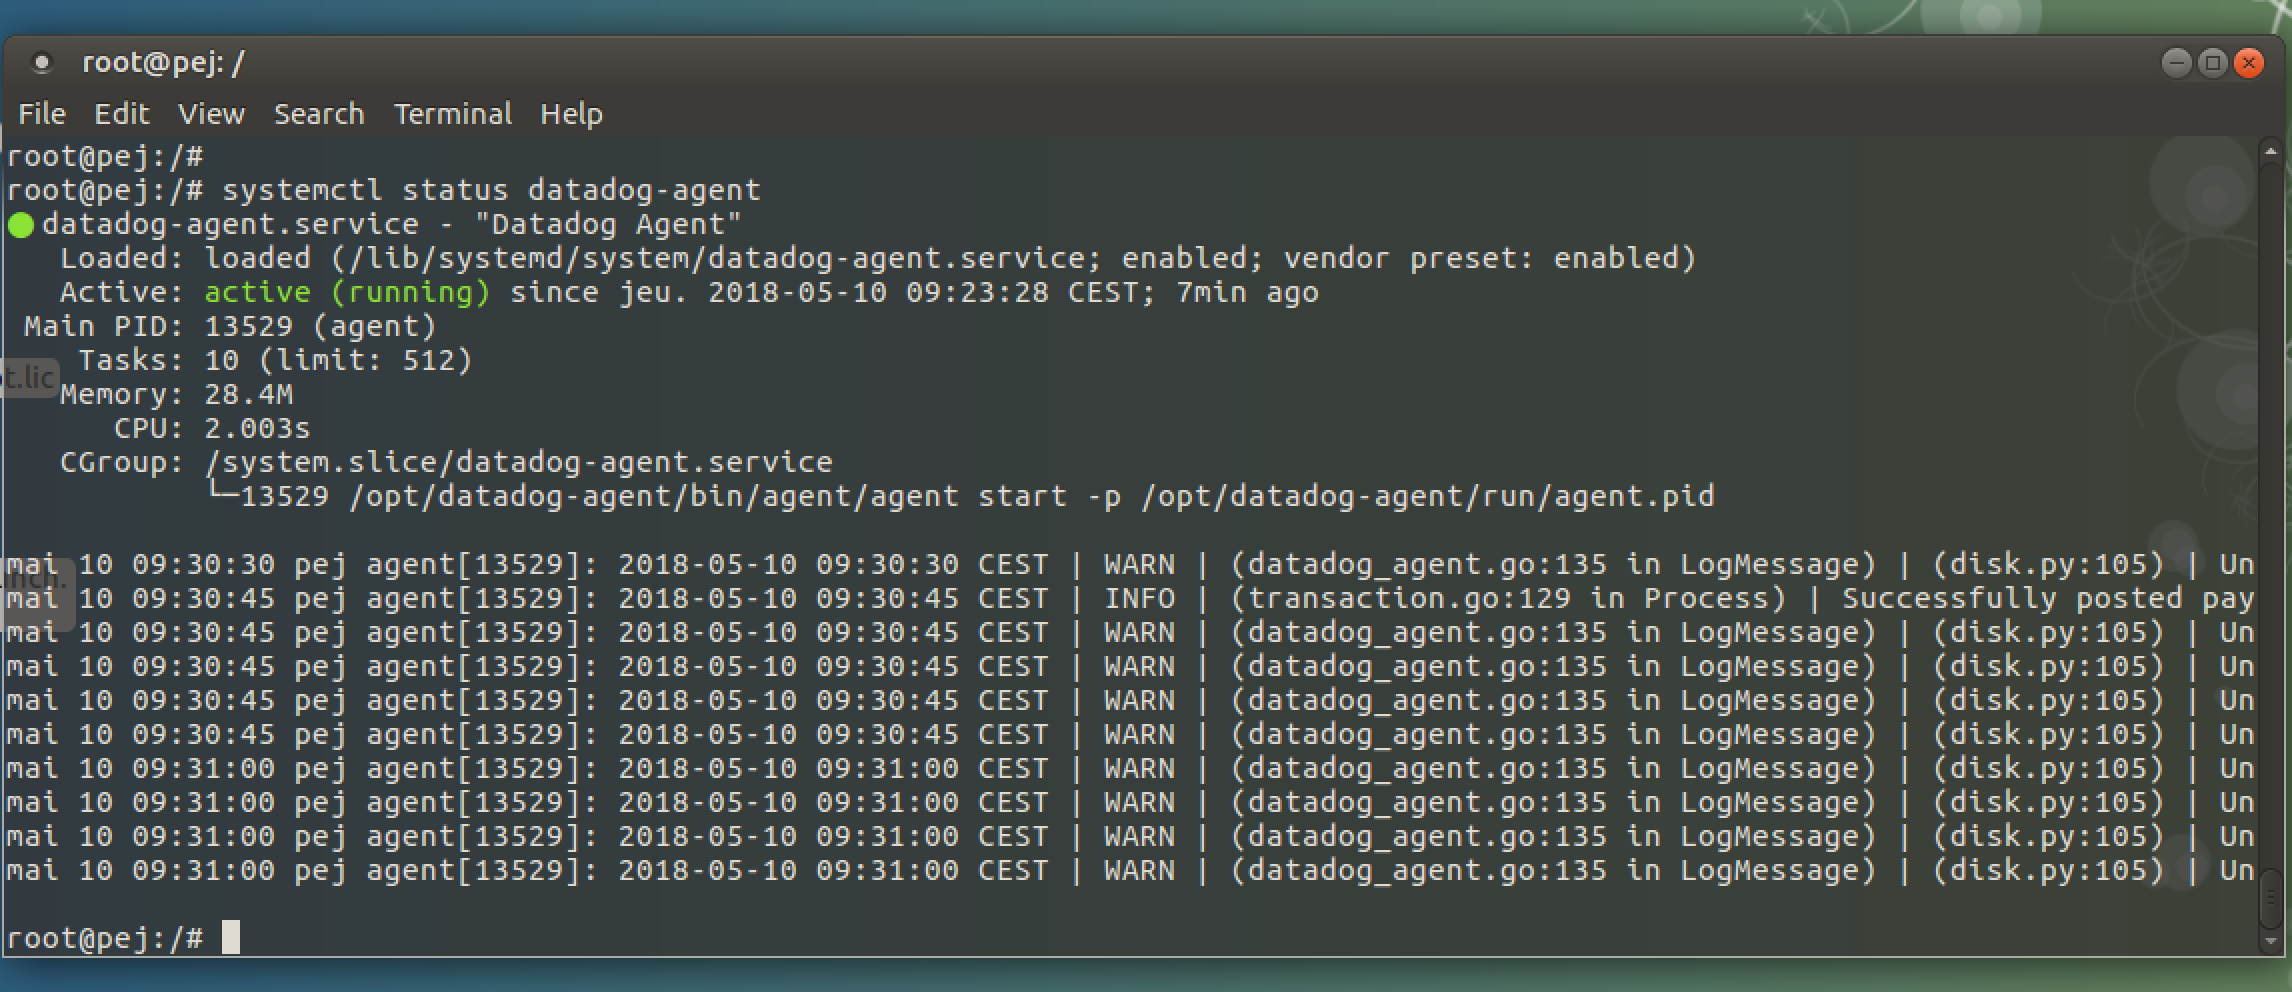 root@pej: /
File Edit View Search Terminal Help
root@pej:/#
root@pej:/# systemctl status datadog-agent
● datadog-agent.service - "Datadog Agent"
Loaded: loaded (/lib/systemd/system/datadog-agent.service; enabled; vendor preset: enabled)
Active: active (running) since jeu. 2018-05-10 09:23:28 CEST; 7min ago
Main PID: 13529 (agent)
Tasks: 10 (limit: 512)
t.lic
Memory: 28.4M
CPU: 2.003s
CGroup: /system.slice/datadog-agent.service
└─13529 /opt/datadog-agent/bin/agent/agent start -p /opt/datadog-agent/run/agent.pid
mai 10 09:30:30 pej agent[13529]: 2018-05-10 09:30:30 CEST | WARN | (datadog_agent.go:135 in LogMessage) | (disk.py:105) | Un
mai 10 09:30:45 pej agent[13529]: 2018-05-10 09:30:45 CEST | INFO | (transaction.go:129 in Process) | Successfully posted pay
mai 10 09:30:45 pej agent[13529]: 2018-05-10 09:30:45 CEST | WARN | (datadog_agent.go:135 in LogMessage) | (disk.py:105) | Un
mai 10 09:30:45 pej agent[13529]: 2018-05-10 09:30:45 CEST | WARN | (datadog_agent.go:135 in LogMessage) | (disk.py:105) | Un
mai 10 09:30:45 pej agent[13529]: 2018-05-10 09:30:45 CEST | WARN | (datadog_agent.go:135 in LogMessage) | (disk.py:105) | Un
mai 10 09:30:45 pej agent[13529]: 2018-05-10 09:30:45 CEST | WARN | (datadog_agent.go:135 in LogMessage) | (disk.py:105) | Un
mai 10 09:31:00 pej agent[13529]: 2018-05-10 09:31:00 CEST | WARN | (datadog_agent.go:135 in LogMessage) | (disk.py:105) | Un
mai 10 09:31:00 pej agent[13529]: 2018-05-10 09:31:00 CEST | WARN | (datadog_agent.go:135 in LogMessage) | (disk.py:105) | Un
mai 10 09:31:00 pej agent[13529]: 2018-05-10 09:31:00 CEST | WARN | (datadog_agent.go:135 in LogMessage) | (disk.py:105) | Un
mai 10 09:31:00 pej agent[13529]: 2018-05-10 09:31:00 CEST | WARN | (datadog_agent.go:135 in LogMessage) | (disk.py:105) | Un
root@pej:/#